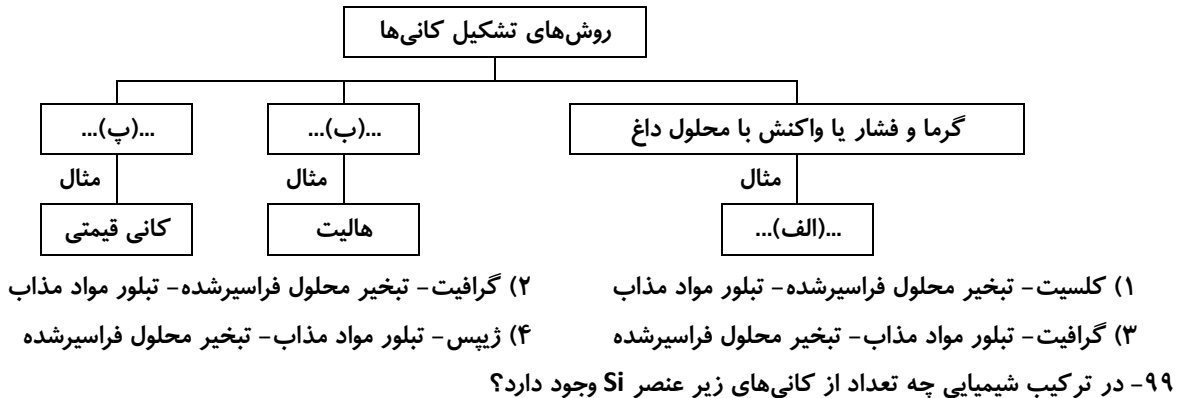 روش‌های تشکیل کانی‌ها
گرما و فشار یا واکنش با محلول داغ
...(ب)...
...(پ)...
مثال
مثال
مثال
...(الف)...
هالیت
کانی قیمتی
۱) کلسیت- تبخیر محلول فراسیرشده- تبلور مواد مذاب
۲) گرافیت- تبخیر محلول فراسیرشده- تبلور مواد مذاب
۳) گرافیت- تبلور مواد مذاب- تبخیر محلول فراسیرشده
۴) ژیپس- تبلور مواد مذاب- تبخیر محلول فراسیرشده
۹۹- در ترکیب شیمیایی چه تعداد از کانی‌های زیر عنصر Si وجود دارد؟